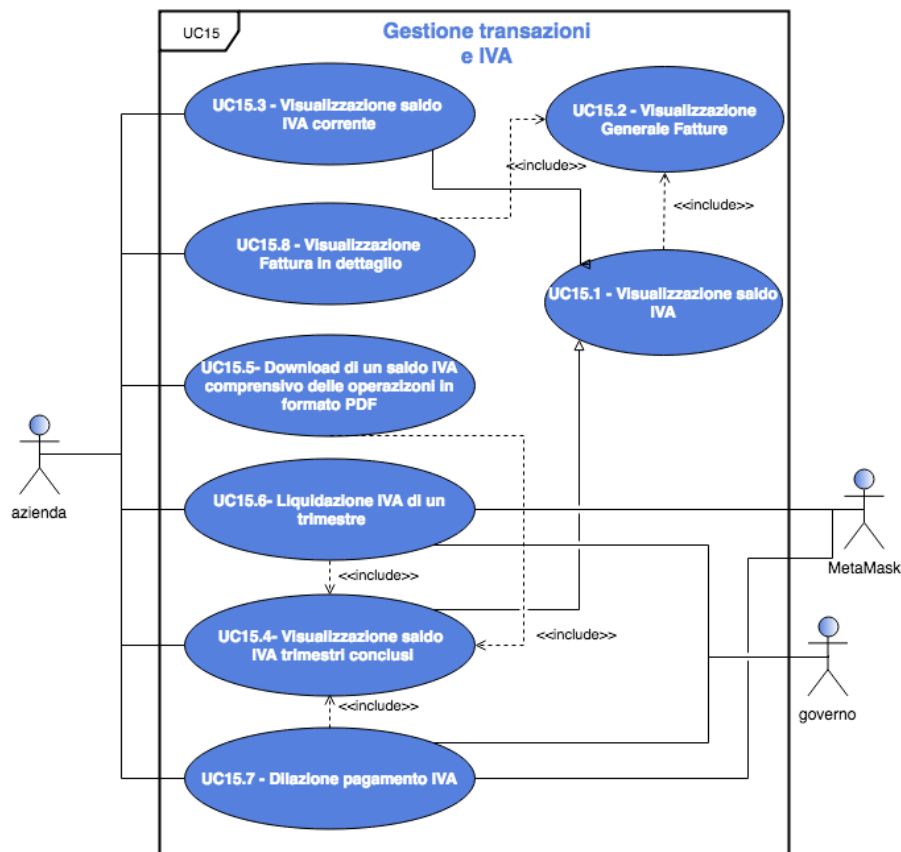 UC15
Gestione transazioni
e IVA
UC15.3 - Visualizzazione saldo
IVA corrente
UC15.2 - Visualizzazione
Generale Fatture
<<include>>
<<include>>
UC15.8 - Visualizzazione
Fattura in dettaglio
UC15.1 - Visualizzazione saldo
IVA
UC15.5- Download di un saldo IVA
comprensivo delle operazizoni in
formato PDF
azienda
UC15.6- Liquidazione IVA di un
trimestre
MetaMask
<<include>>
UC15.4- Visualizzazione saldo
IVA trimestri conclusi
<<include>>
governo
<<include>>
UC15.7 - Dilazione pagamento IVA